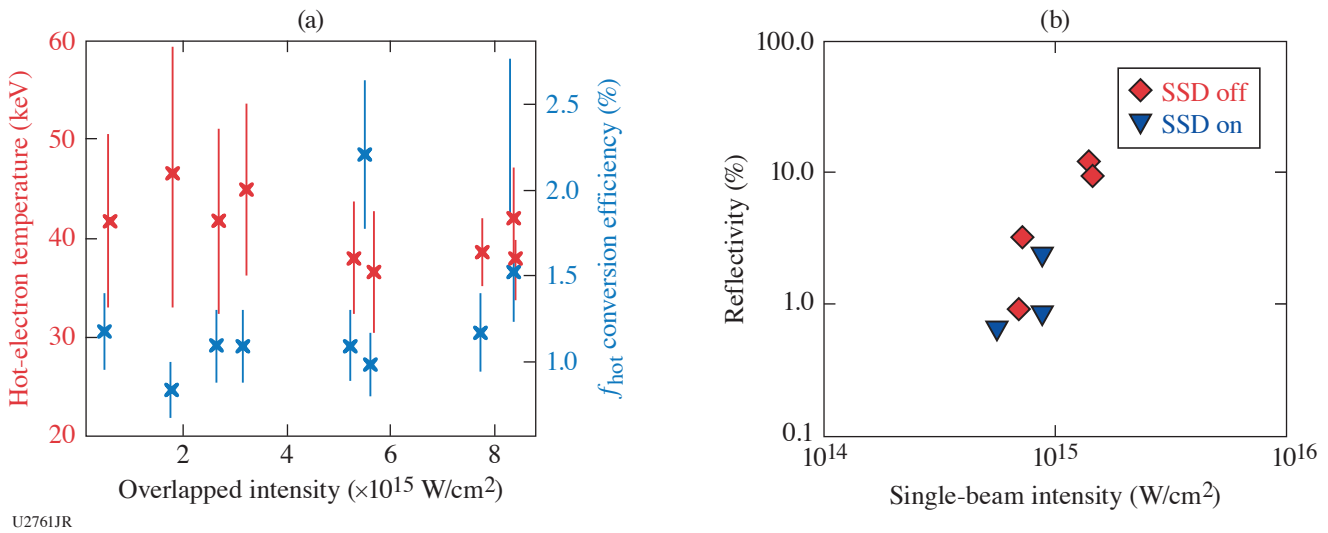 (a)
60
50
40
30
20
Hot-electron temperature (keV)
2.5
2.0
1.5
1.0
f_hot conversion efficiency (%)
2 4 6 8
Overlapped intensity (×10¹⁵ W/cm²)
U2761JR
(b)
100.0
10.0
1.0
0.1
Reflectivity (%)
SSD off
SSD on
10¹⁴ 10¹⁵ 10¹⁶
Single-beam intensity (W/cm²)